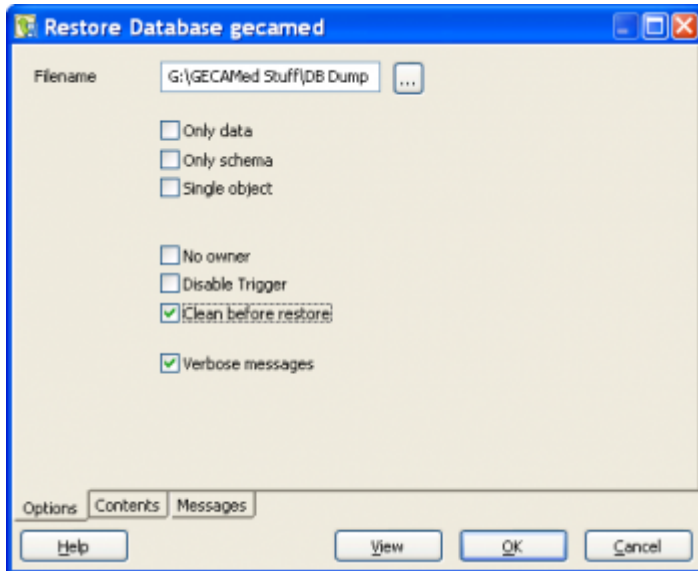 Restore Database gecamed
Filename
G:\GECAMed Stuff\DB Dump
...
Only data
Only schema
Single object
No owner
Disable Trigger
Clean before restore
Verbose messages
Options Contents Messages
Help View OK Cancel